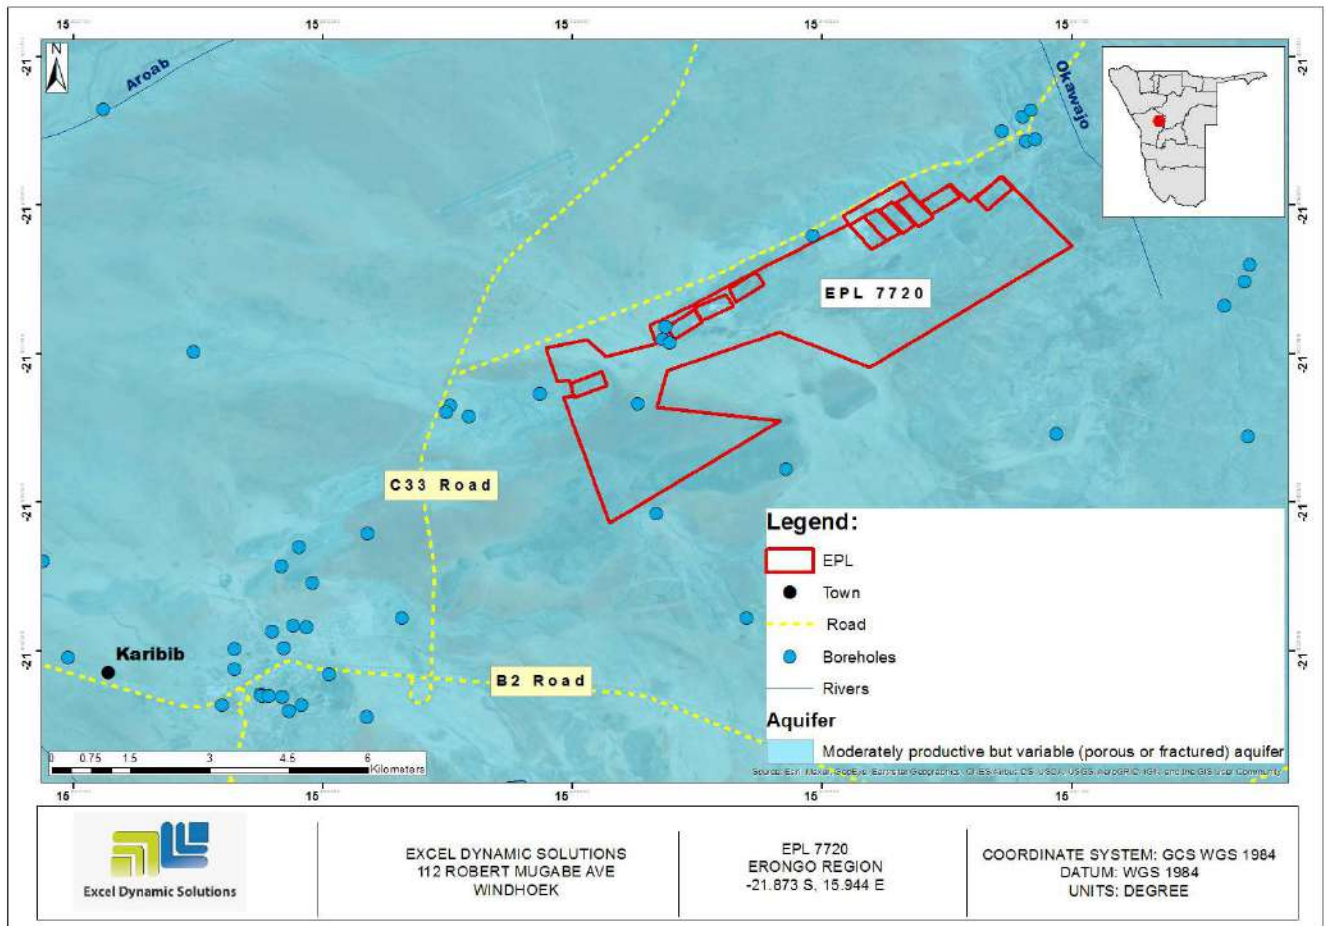 15 15 15 15 15
N
Aroab
Okawajo
-21 -21
-21 -21
EPL 7720
-21 -21
C33 Road
-21 -21
Legend:
EPL
Town
Road
Boreholes
Rivers
Aquifer
Moderately productive but variable (porous or fractured) aquifer
Karibib
-21 -21
B2 Road
0 0.75 1.5 3 4.5 6
Kilometers
15 15 15 15 15
Excel Dynamic Solutions
EXCEL DYNAMIC SOLUTIONS
112 ROBERT MUGABE AVE
WINDHOEK
EPL 7720
ERONGO REGION
-21.873 S, 15.944 E
COORDINATE SYSTEM: GCS WGS 1984
DATUM: WGS 1984
UNITS: DEGREE